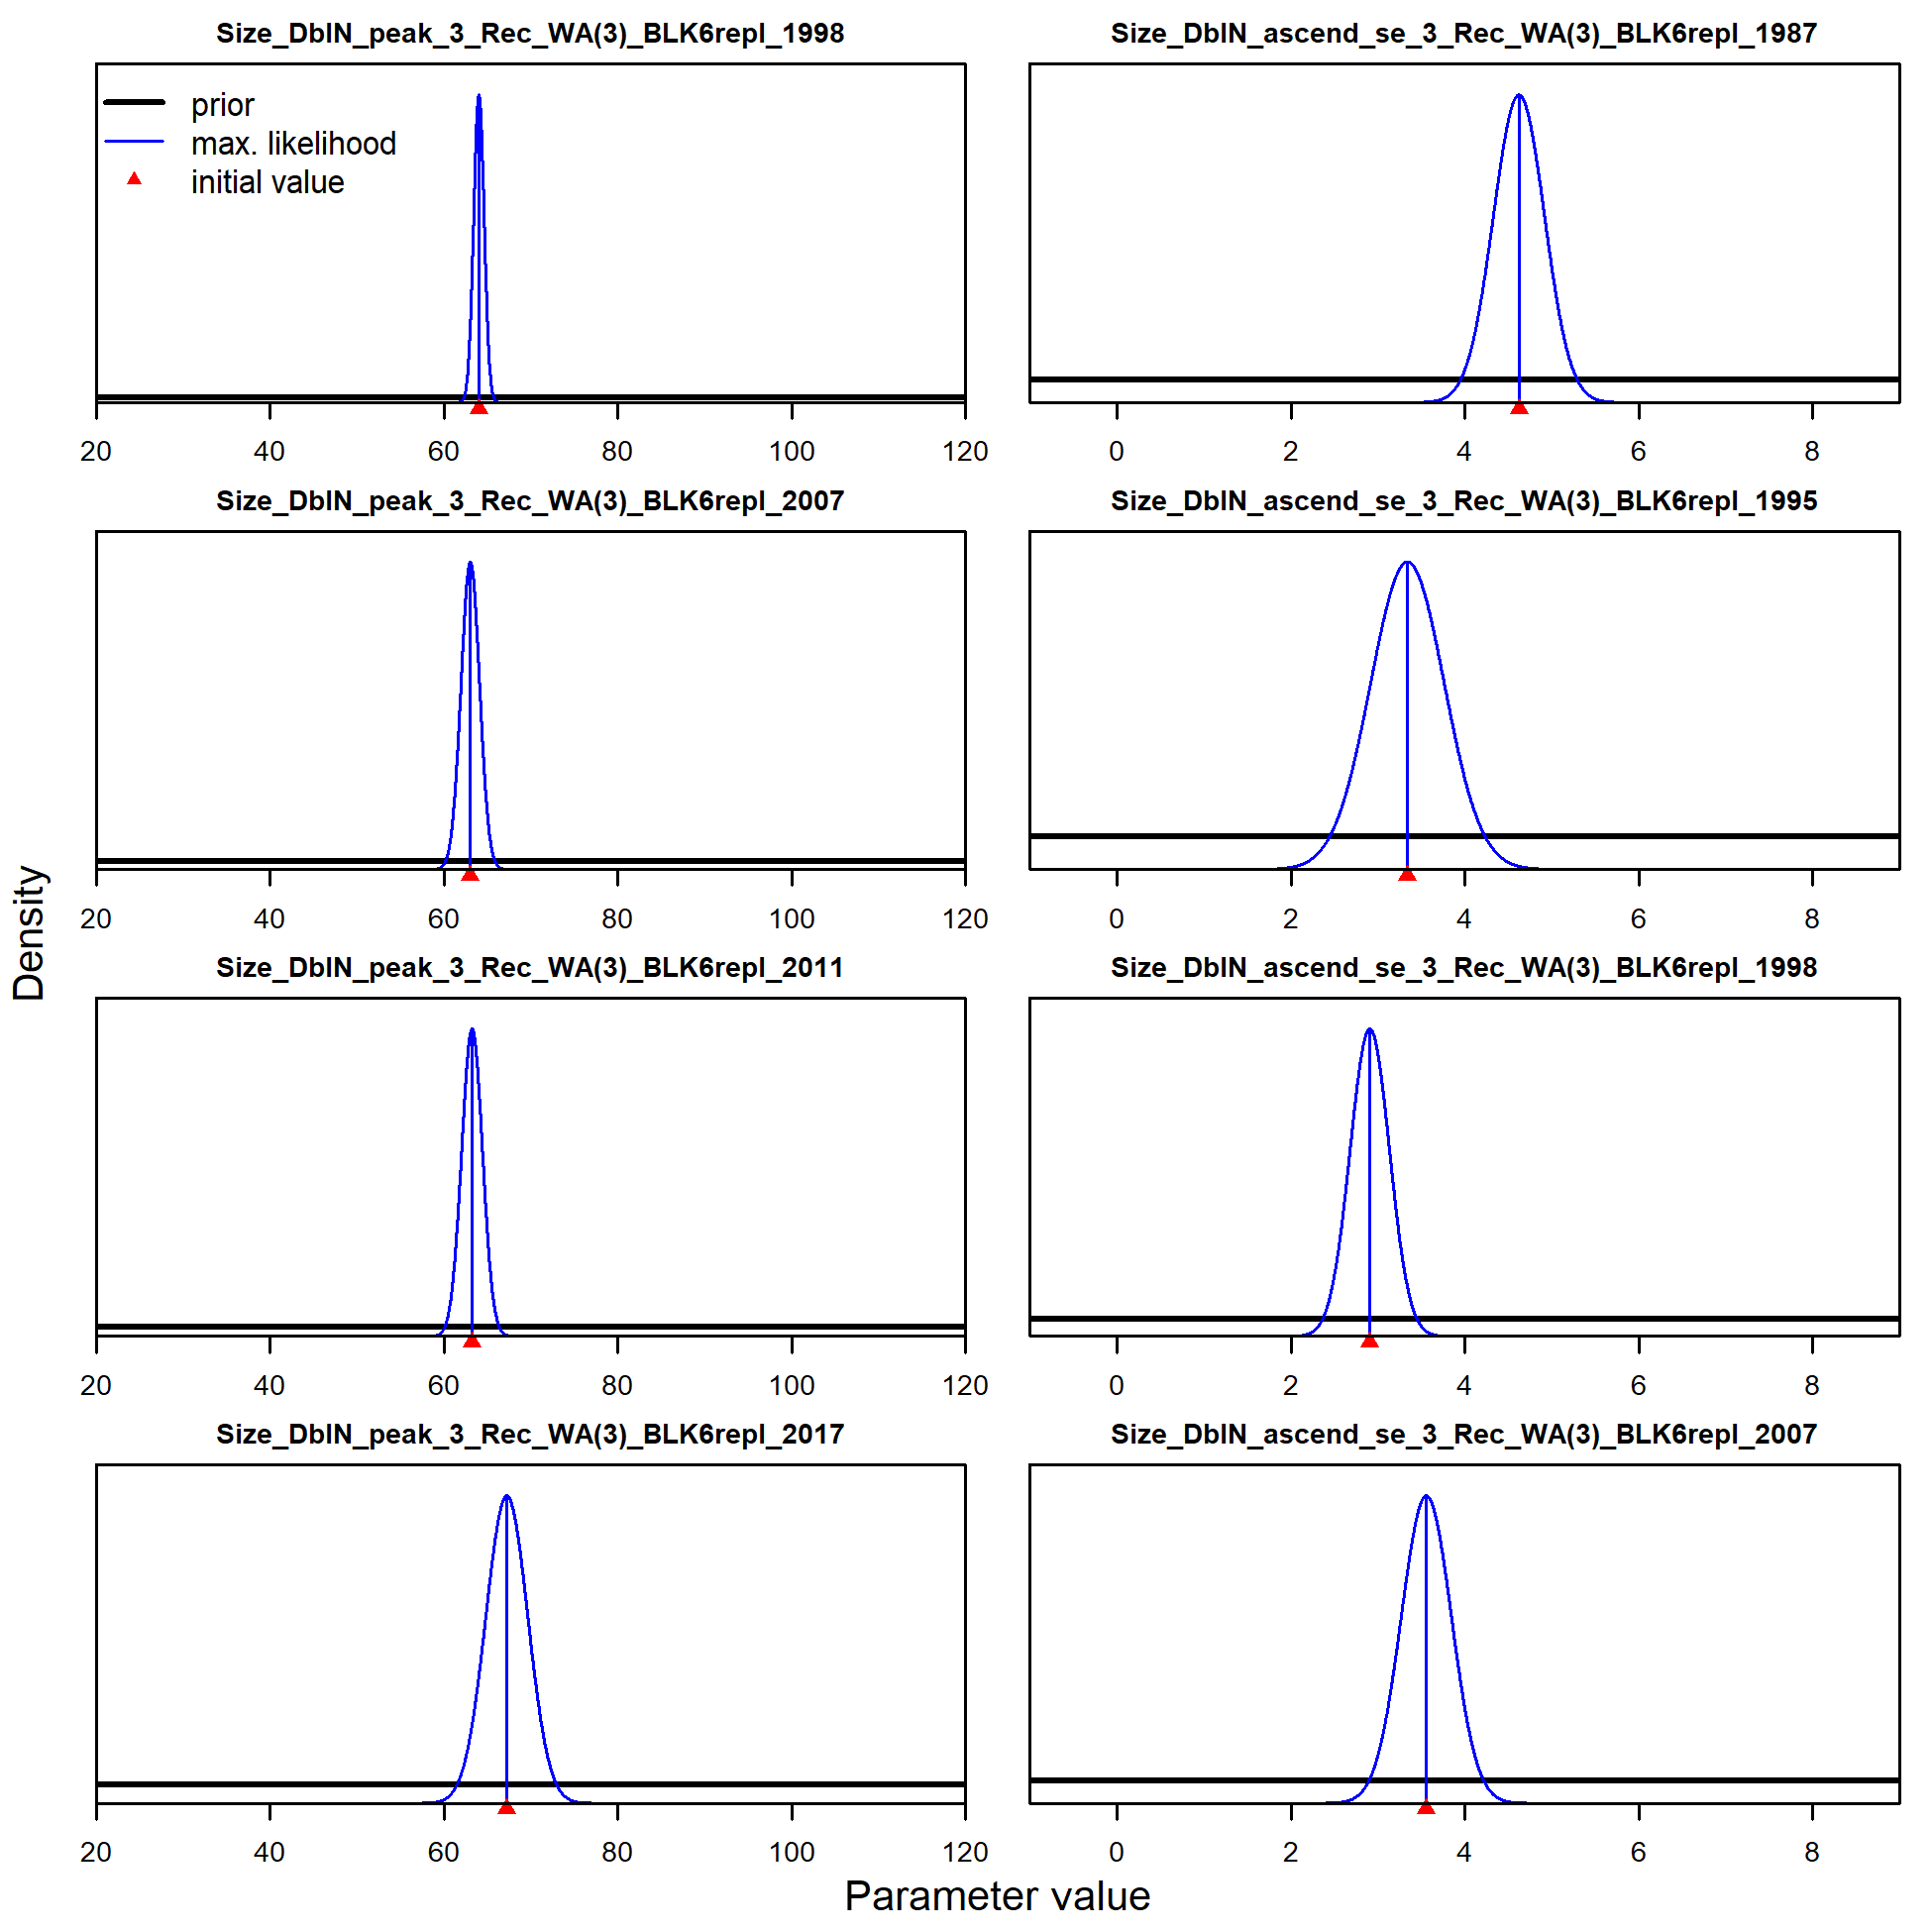 Size_DblN_peak_3_Rec_WA(3)_BLK6repl_1998
prior
max. likelihood
initial value
20 40 60 80 100 120
Size_DblN_ascend_se_3_Rec_WA(3)_BLK6repl_1987
0 2 4 6 8
Size_DblN_peak_3_Rec_WA(3)_BLK6repl_2007
20 40 60 80 100 120
Size_DblN_ascend_se_3_Rec_WA(3)_BLK6repl_1995
0 2 4 6 8
Size_DblN_peak_3_Rec_WA(3)_BLK6repl_2011
20 40 60 80 100 120
Size_DblN_ascend_se_3_Rec_WA(3)_BLK6repl_1998
0 2 4 6 8
Size_DblN_peak_3_Rec_WA(3)_BLK6repl_2017
20 40 60 80 100 120
Size_DblN_ascend_se_3_Rec_WA(3)_BLK6repl_2007
0 2 4 6 8
Density
Parameter value